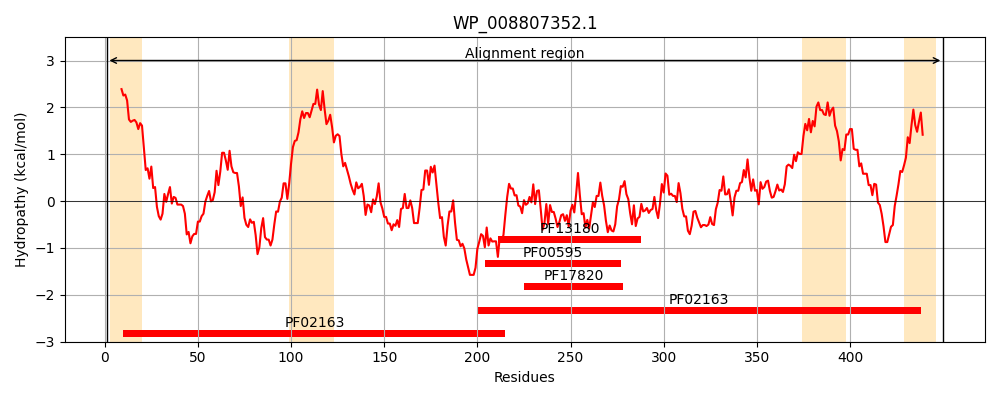 WP_008807352.1
Alignment region
Hydropathy (kcal/mol)
3
2
1
0
−1
−2
−3
PF13180
PF00595
PF17820
PF02163
PF02163
0 50 100 150 200 250 300 350 400
Residues